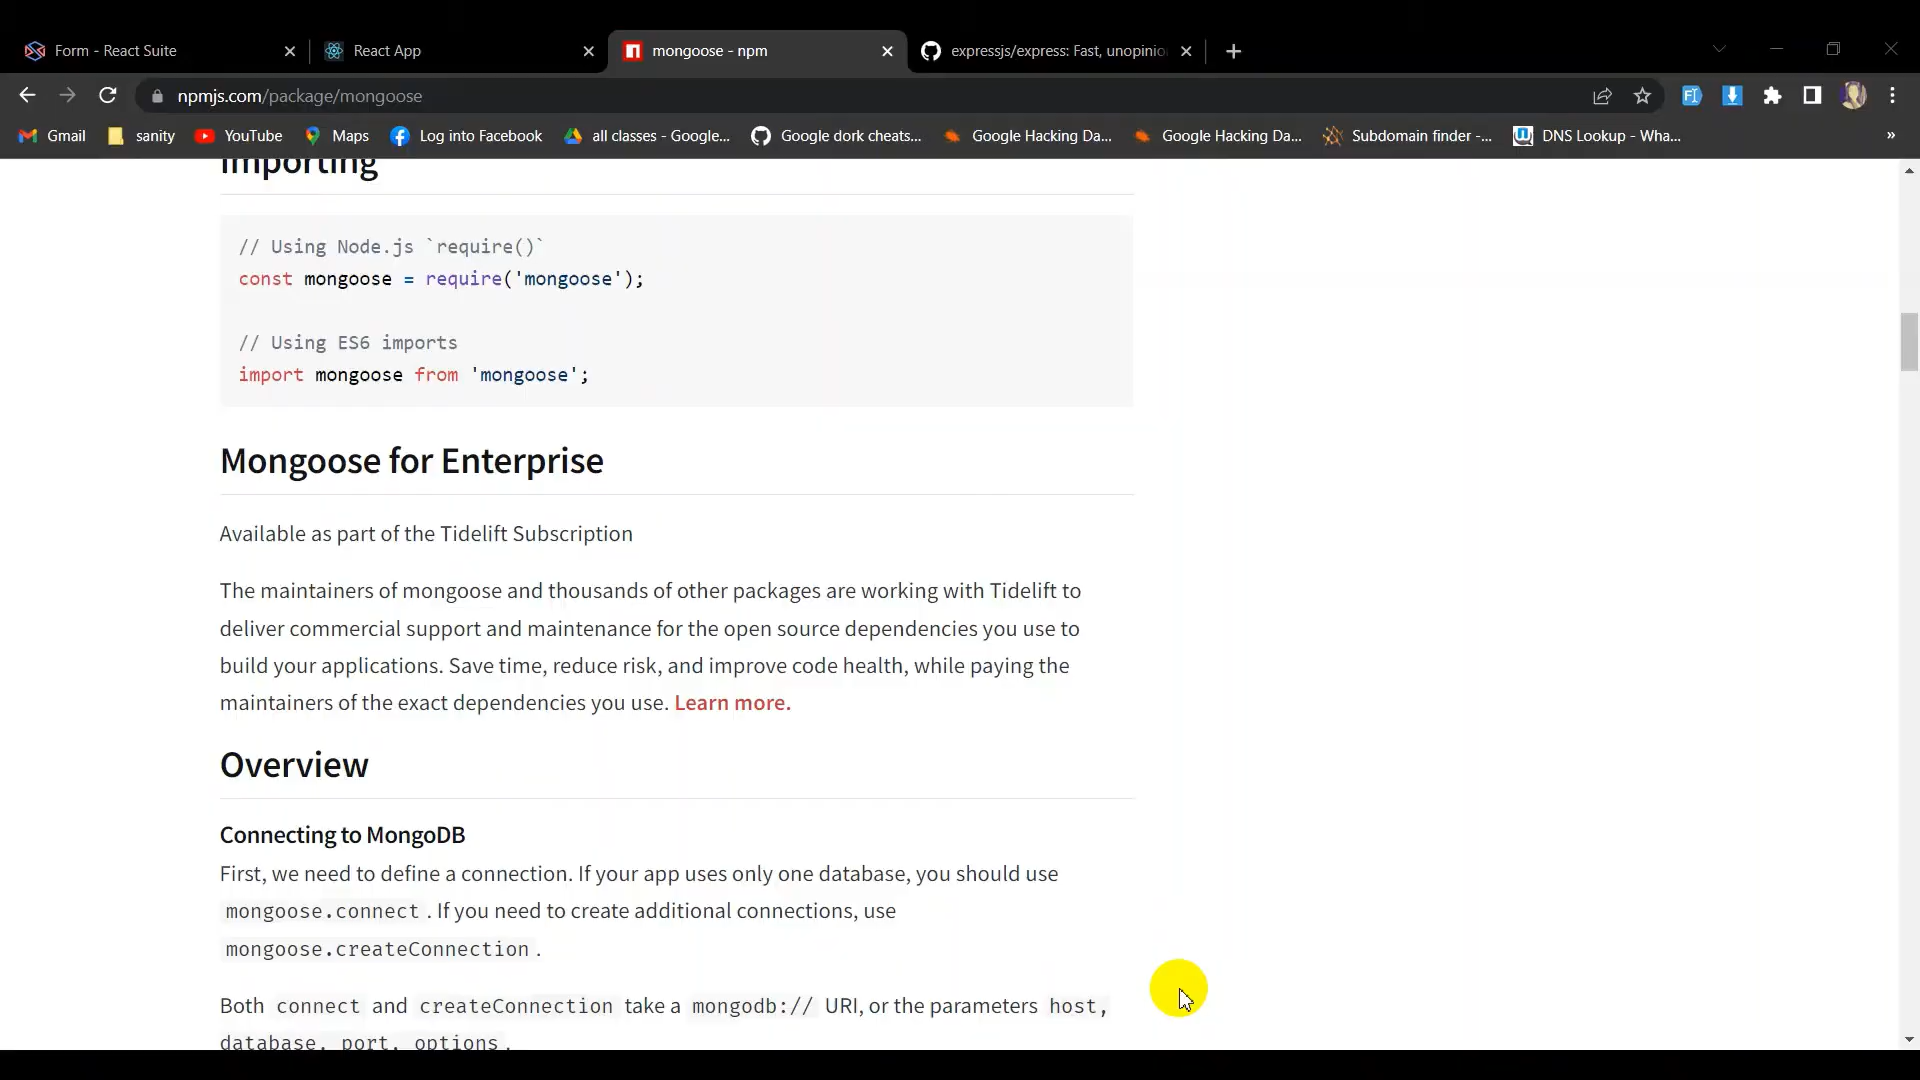 Form - React Suite
React App
mongoose - npm
expressjs/express: Fast, unopinio
npmjs.com/package/mongoose
Gmail
sanity
YouTube
Maps
Log into Facebook
all classes - Google...
Google dork cheats...
Google Hacking Da...
Google Hacking Da...
Subdomain finder -...
DNS Lookup - Wha...
»
Importing
// Using Node.js `require()`
const mongoose = require('mongoose');
// Using ES6 imports
import mongoose from 'mongoose';
Mongoose for Enterprise
Available as part of the Tidelift Subscription
The maintainers of mongoose and thousands of other packages are working with Tidelift to
deliver commercial support and maintenance for the open source dependencies you use to
build your applications. Save time, reduce risk, and improve code health, while paying the
maintainers of the exact dependencies you use. Learn more.
Overview
Connecting to MongoDB
First, we need to define a connection. If your app uses only one database, you should use
mongoose.connect . If you need to create additional connections, use
mongoose.createConnection .
Both connect and createConnection take a mongodb:// URI, or the parameters host,
database, port, options .